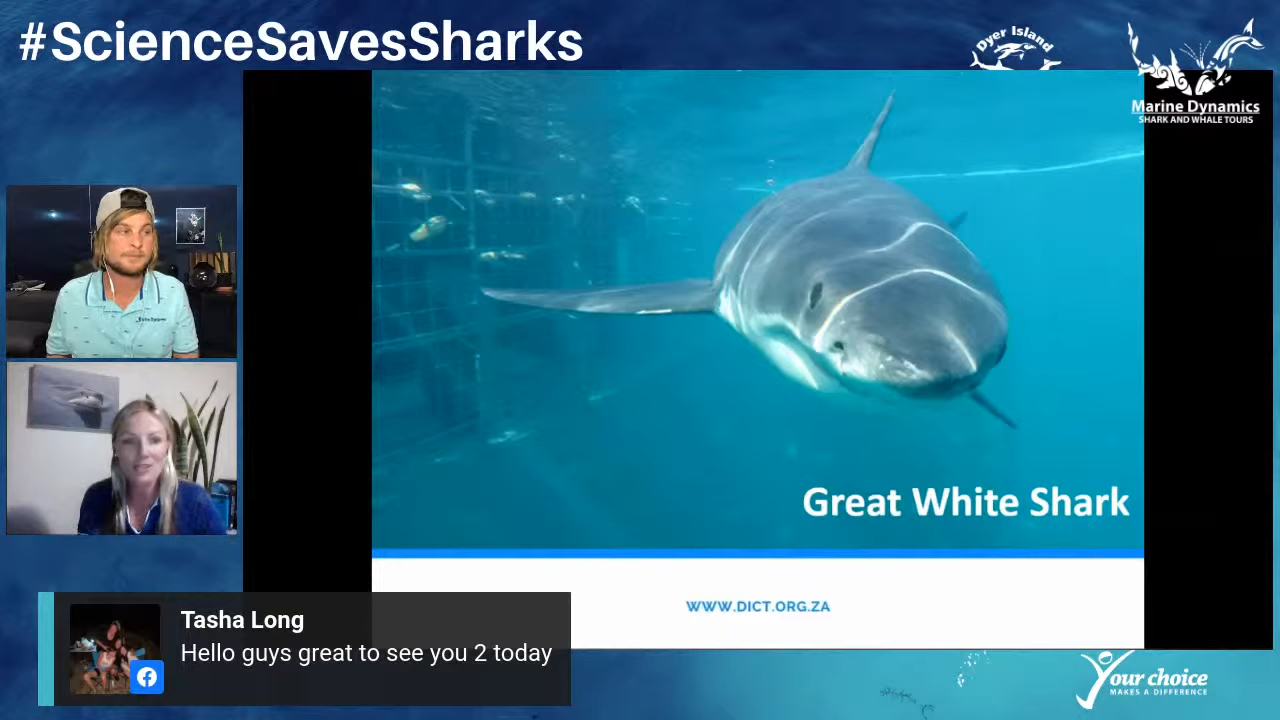 #ScienceSavesSharks
Dyer Island
Marine Dynamics
SHARK AND WHALE TOURS
Great White Shark
WWW.DICT.ORG.ZA
Tasha Long
Hello guys great to see you 2 today
Your choice
MAKES A DIFFERENCE